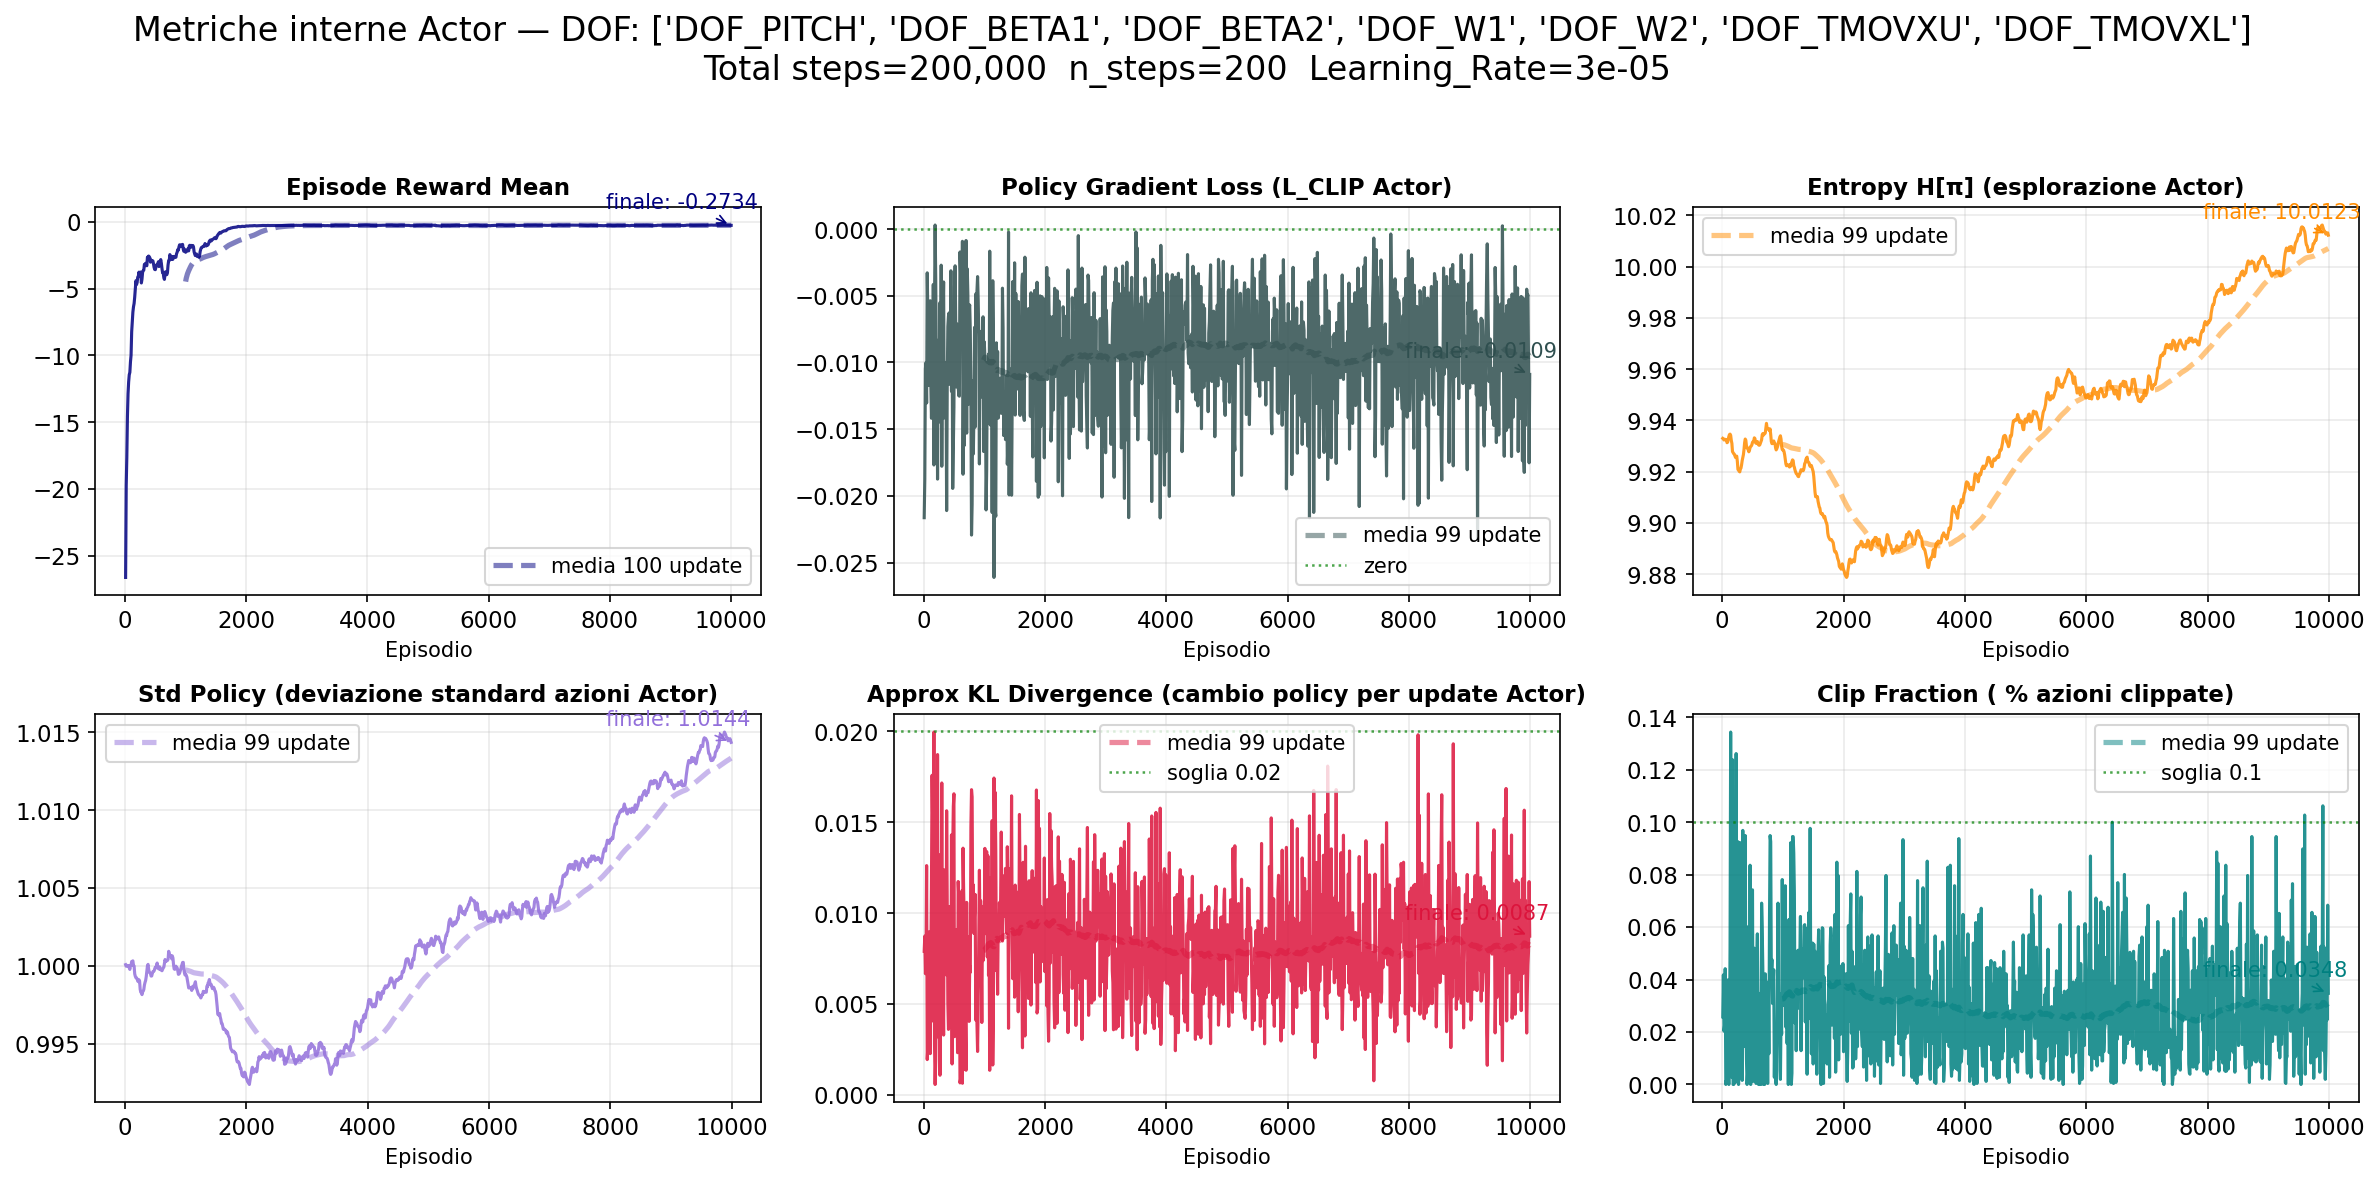 Metriche interne Actor — DOF: ['DOF_PITCH', 'DOF_BETA1', 'DOF_BETA2', 'DOF_W1', 'DOF_W2', 'DOF_TMOVXU', 'DOF_TMOVXL']
Total steps=200,000  n_steps=200  Learning_Rate=3e-05
Episode Reward Mean
finale: -0.2734
0
−5
−10
−15
−20
−25
media 100 update
0 2000 4000 6000 8000 10000
Episodio
Policy Gradient Loss (L_CLIP Actor)
0.000
−0.005
−0.010
−0.015
−0.020
−0.025
finale: -0.0109
media 99 update
zero
0 2000 4000 6000 8000 10000
Episodio
Entropy H[π] (esplorazione Actor)
finale: 10.0123
media 99 update
10.02
10.00
9.98
9.96
9.94
9.92
9.90
9.88
0 2000 4000 6000 8000 10000
Episodio
Std Policy (deviazione standard azioni Actor)
finale: 1.0144
media 99 update
1.015
1.010
1.005
1.000
0.995
0 2000 4000 6000 8000 10000
Episodio
Approx KL Divergence (cambio policy per update Actor)
media 99 update
soglia 0.02
0.020
0.015
0.010
0.005
0.000
finale: 0.0087
0 2000 4000 6000 8000 10000
Episodio
Clip Fraction ( % azioni clippate)
media 99 update
soglia 0.1
0.14
0.12
0.10
0.08
0.06
0.04
0.02
0.00
finale: 0.0348
0 2000 4000 6000 8000 10000
Episodio